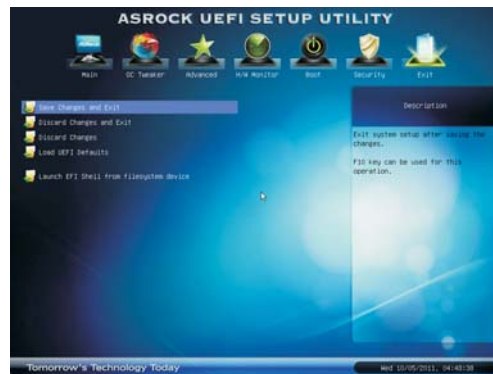 ASROCK UEFI SETUP UTILITY
Main
OC Tweaker
Advanced
H/W Monitor
Boot
Security
Exit
Save Changes and Exit
Discard Changes and Exit
Discard Changes
Load UEFI Defaults
Launch EFI Shell from filesystem device
Description
Exit system setup after saving the
changes.
F10 key can be used for this
operation.
Tomorrow's Technology Today
Wed 10/05/2011, 04:43:38